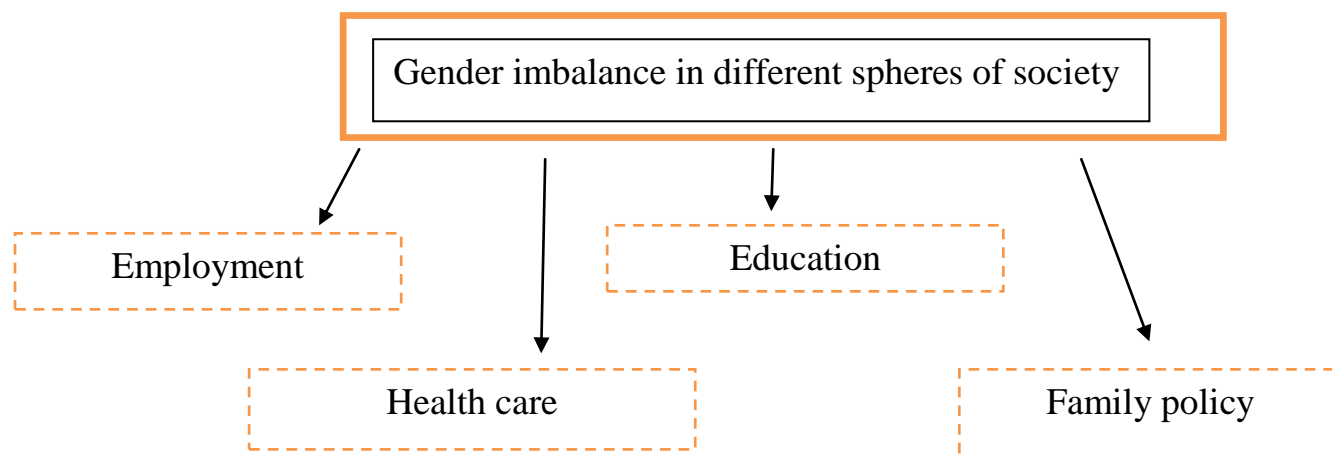 Gender imbalance in different spheres of society
Employment
Education
Health care
Family policy